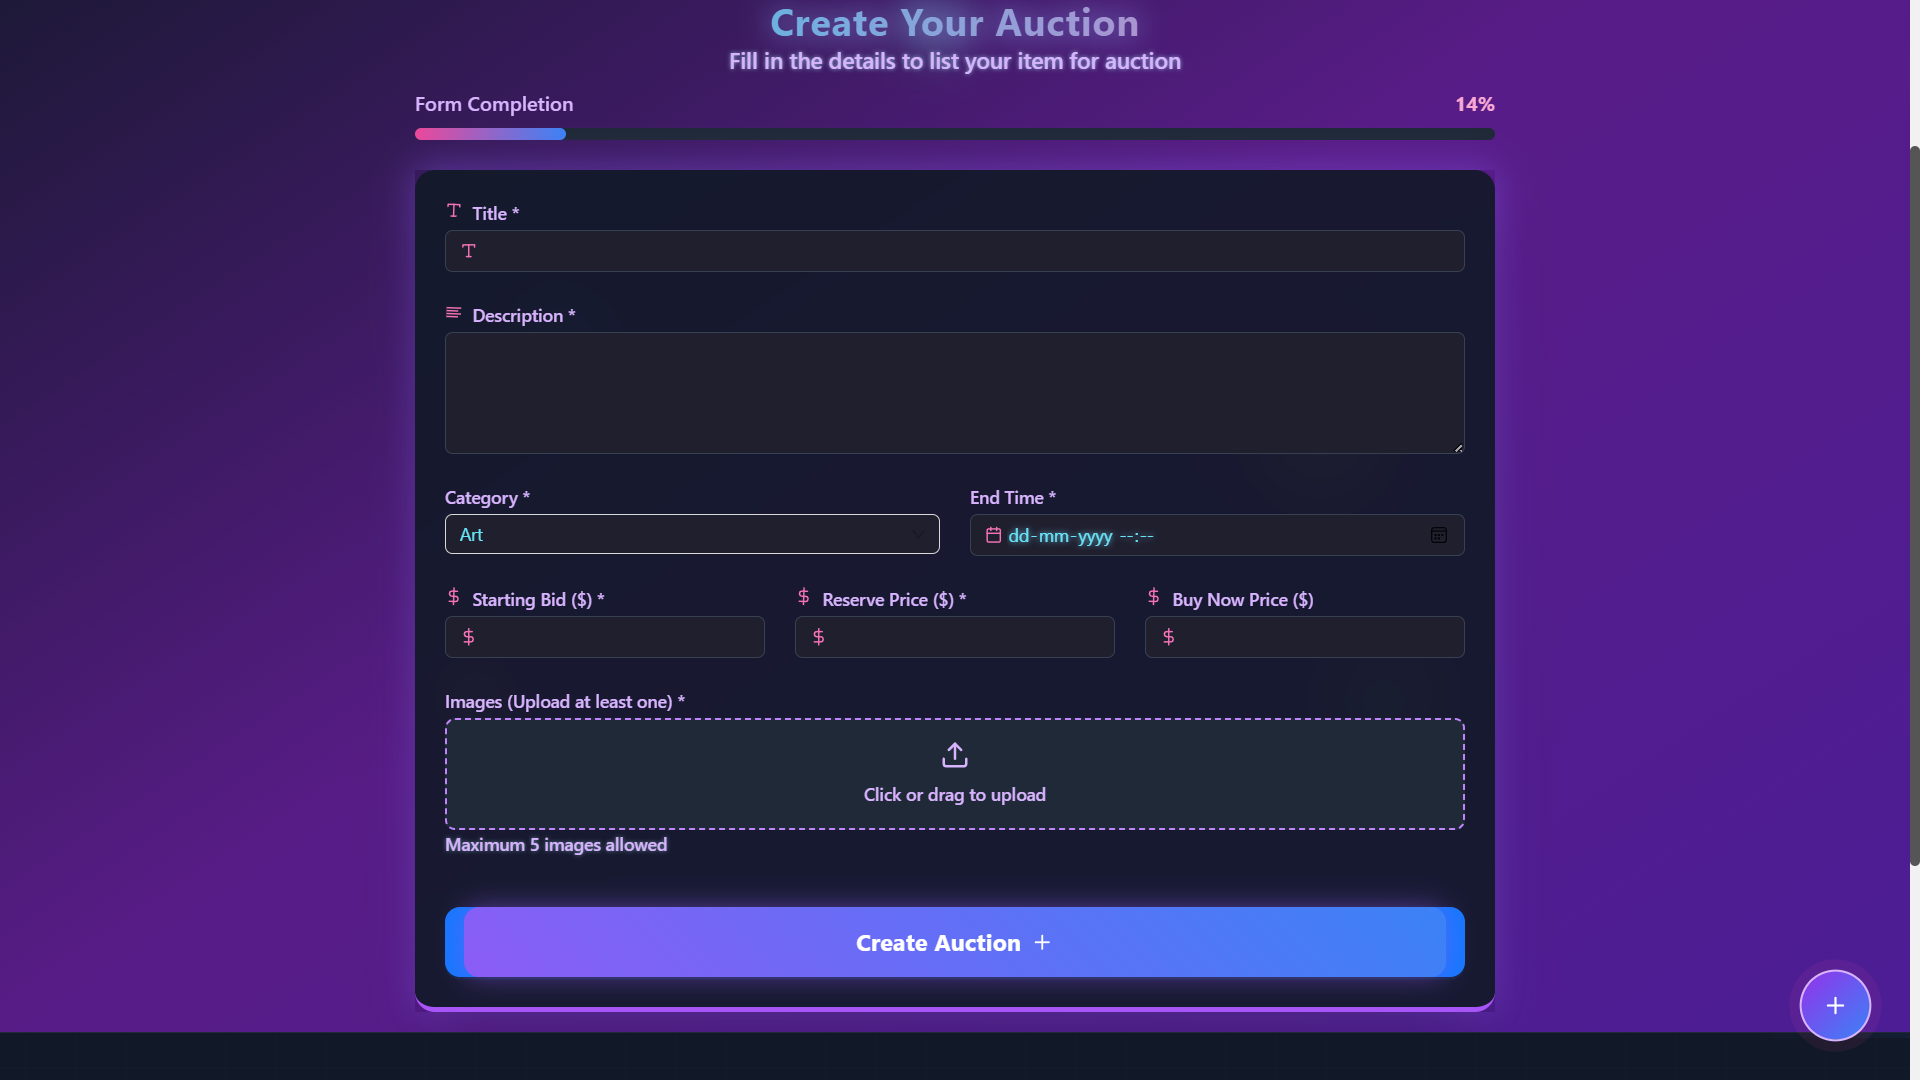 Create Your Auction
Fill in the details to list your item for auction
Form Completion 14%
Title *
Description *
Category * End Time *
Art dd-mm-yyyy --:--
Starting Bid ($) * Reserve Price ($) * Buy Now Price ($)
$ $ $
Images (Upload at least one) *
Click or drag to upload
Maximum 5 images allowed
Create Auction +
+